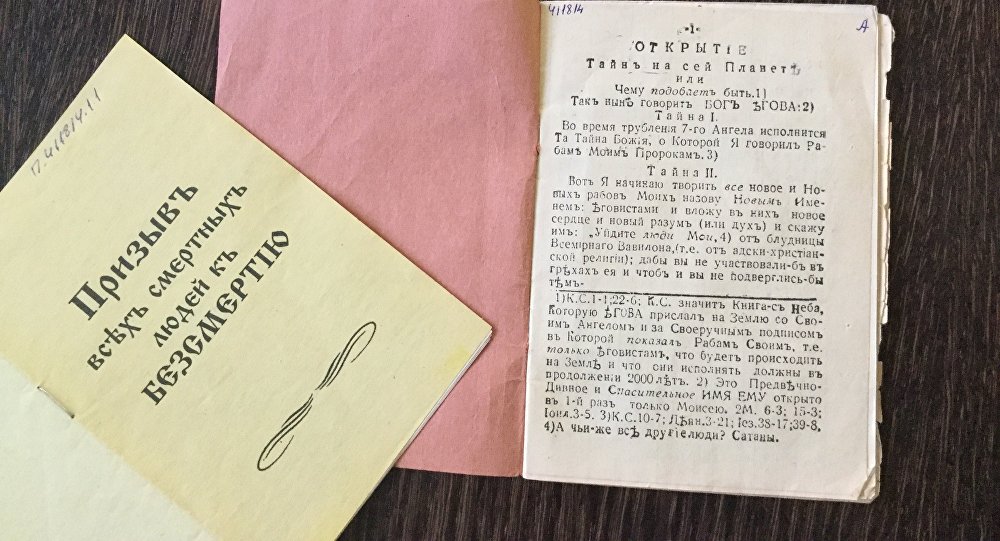 П.411814.11
Призывъ
всѣхъ смертныхъ
людей къ
БЕЗСМЕРТІЮ
411814
А
»1«
ОТКРЫТІЕ
Тайнъ на сей Планетѣ
или
Чему подобаетъ быть.1)
Такъ нынѣ говорить БОГЪ ѢГОВА:2)
Тайна I.
Во время трубленія 7-го Ангела исполнится
Та Тайна Божія, о Которой Я говорилъ Ра-
бамъ Моимъ Пророкамъ.3)
Тайна II.
Вотъ Я начинаю творить все новое и Но-
выхъ рабовъ Моихъ назову Новымъ Име-
немъ: Ѣговистами и вложу въ нихъ новое
сердце и новый разумъ (или духъ) и скажу
имъ: „Уйдите люди Мои,4) отъ блудницы
Всемірнаго Вавилона,(т.е. отъ адски-христіан-
ской религіи); дабы вы не участвовали-бъ въ
грѣхахъ ея и чтобъ и вы не подверглись-бы
тѣмъ-
1)К.С.1-1;22-6; К.С. значитъ Книга-съ Неба,
Которую ѢГОВА прислалъ на Землю со Сво-
имъ Ангеломъ и за Своеручнымъ подписомъ
въ Которой показалъ Рабамъ Своимъ, т.е.
только Ѣговистамъ, что будетъ происходить
на Землѣ и что они исполнять должны въ
продолженіи 2000 лѣтъ. 2) Это Предвѣчно-
Дивное и Спасительное ИМЯ ЕМУ открыто
въ 1-й разъ только Моисею. 2М. 6-3; 15-3;
Іоил.3-5. 3)К.С.10-7; Дѣян.3-21; Іез.38-17;39-8.
4)А чьи-же всѣ другіе люди? Сатаны.